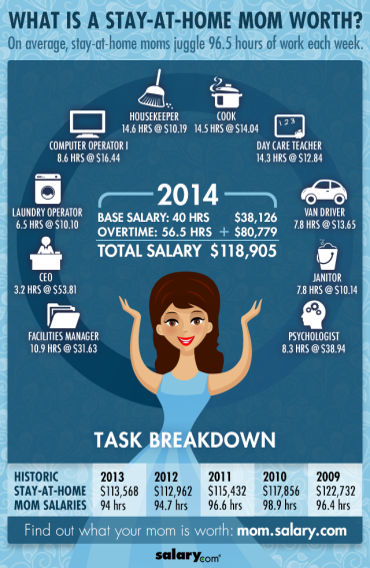 WHAT IS A STAY-AT-HOME MOM WORTH?
On average, stay-at-home moms juggle 96.5 hours of work each week.
HOUSEKEEPER
14.6 HRS @ $10.19
COOK
14.5 HRS @ $14.04
COMPUTER OPERATOR I
8.6 HRS @ $16.44
1 2 3
DAY CARE TEACHER
14.3 HRS @ $12.84
LAUNDRY OPERATOR
6.5 HRS @ $10.10
2014
BASE SALARY: 40 HRS $38,126
OVERTIME: 56.5 HRS + $80,779
TOTAL SALARY $118,905
VAN DRIVER
7.8 HRS @ $13.65
CEO
3.2 HRS @ $53.81
JANITOR
7.8 HRS @ $10.14
FACILITIES MANAGER
10.9 HRS @ $31.63
PSYCHOLOGIST
8.3 HRS @ $38.94
TASK BREAKDOWN
HISTORIC 2013 2012 2011 2010 2009
STAY-AT-HOME $113,568 $112,962 $115,432 $117,856 $122,732
MOM SALARIES 94 hrs 94.7 hrs 96.6 hrs 98.9 hrs 96.4 hrs
Find out what your mom is worth: mom.salary.com
salary.com®